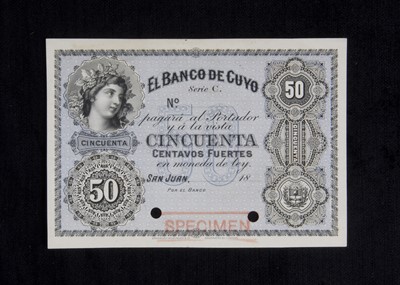 EL BANCO DE CUYO
Serie C.
50
Nº
pagará al Portador
y á la vista
CINCUENTA
CINCUENTA
CENTAVOS FUERTES
en moneda de ley.
50
SAN JUAN,
18
POR EL BANCO
SPECIMEN